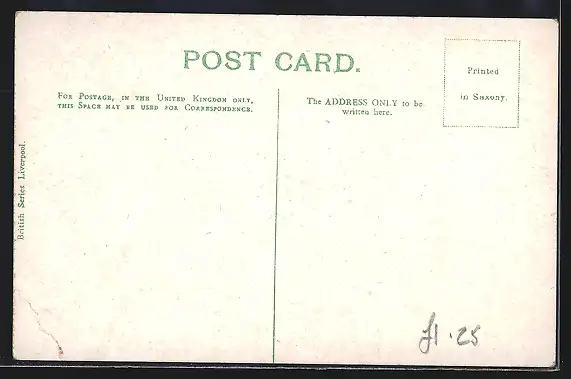 POST CARD.
FOR POSTAGE, IN THE UNITED KINGDOM ONLY,
THIS SPACE MAY BE USED FOR CORRESPONDENCE.
The ADDRESS ONLY to be
written here.
Printed
in Saxony.
British Series Liverpool.
£1.25